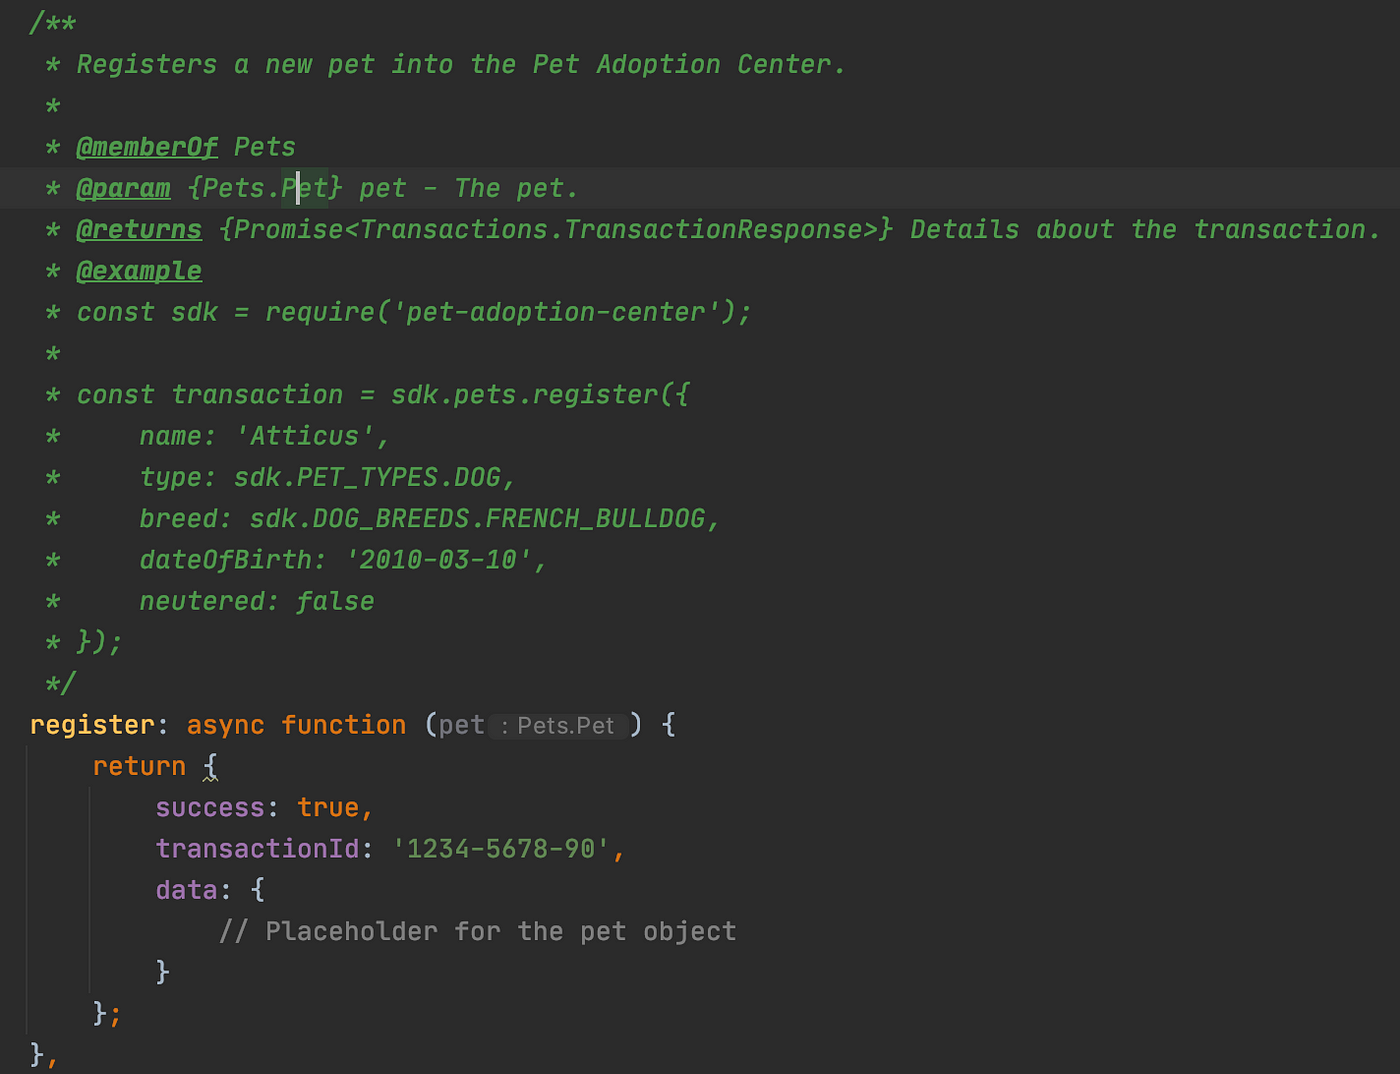 /**
 * Registers a new pet into the Pet Adoption Center.
 *
 * @memberOf Pets
 * @param {Pets.Pet} pet - The pet.
 * @returns {Promise<Transactions.TransactionResponse>} Details about the transaction.
 * @example
 * const sdk = require('pet-adoption-center');
 *
 * const transaction = sdk.pets.register({
 *     name: 'Atticus',
 *     type: sdk.PET_TYPES.DOG,
 *     breed: sdk.DOG_BREEDS.FRENCH_BULLDOG,
 *     dateOfBirth: '2010-03-10',
 *     neutered: false
 * });
 */
register: async function (pet : Pets.Pet ) {
    return {
        success: true,
        transactionId: '1234-5678-90',
        data: {
            // Placeholder for the pet object
        }
    };
},